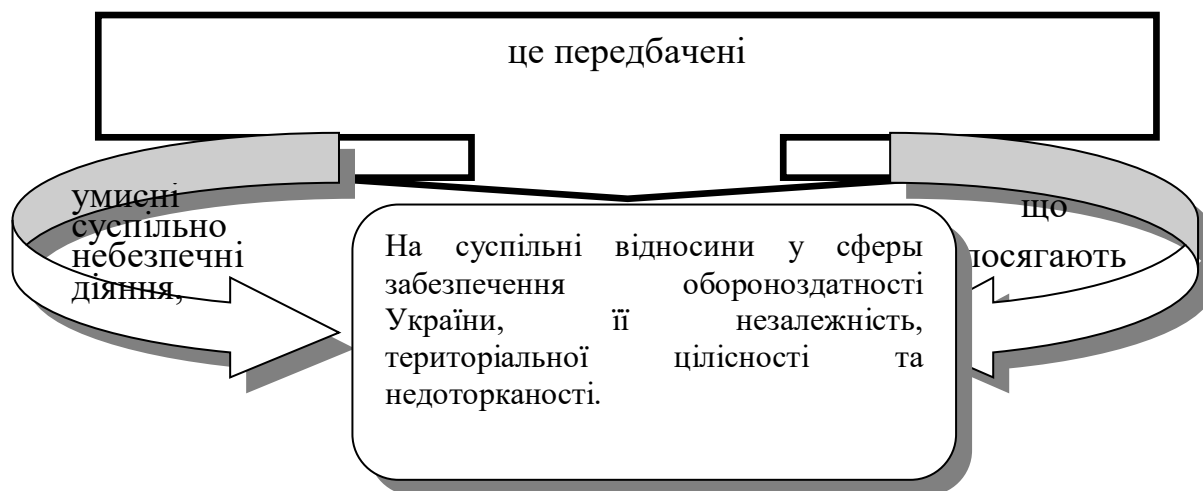 це передбачені
умисні
суспільно
небезпечні
діяння,
що
посягають
На суспільні відносини у сферы
забезпечення обороноздатності
України, її незалежність,
територіальної цілісності та
недоторканості.